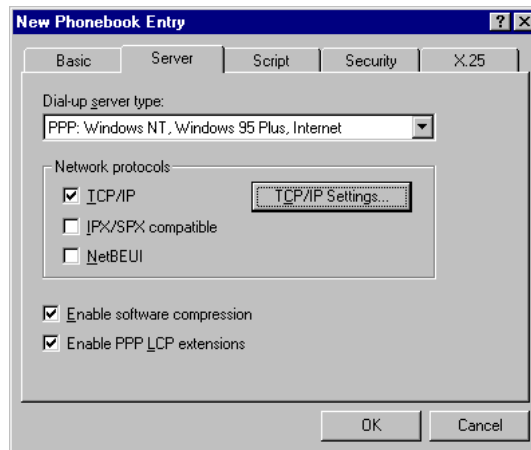 New Phonebook Entry
Basic Server Script Security X.25
Dial-up server type:
PPP: Windows NT, Windows 95 Plus, Internet
Network protocols
TCP/IP TCP/IP Settings...
IPX/SPX compatible
NetBEUI
Enable software compression
Enable PPP LCP extensions
OK Cancel